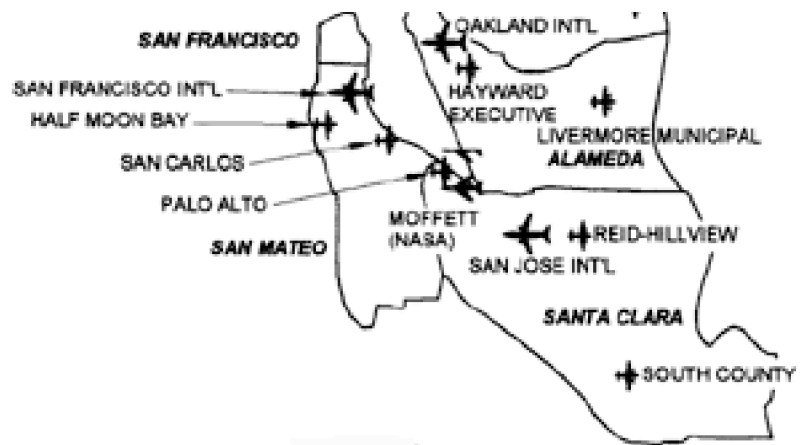 OAKLAND INT'L
SAN FRANCISCO
SAN FRANCISCO INT'L
HAYWARD
EXECUTIVE
HALF MOON BAY
LIVERMORE MUNICIPAL
ALAMEDA
SAN CARLOS
PALO ALTO
MOFFETT
(NASA)
SAN MATEO
REID-HILLVIEW
SAN JOSE INT'L
SANTA CLARA
SOUTH COUNTY